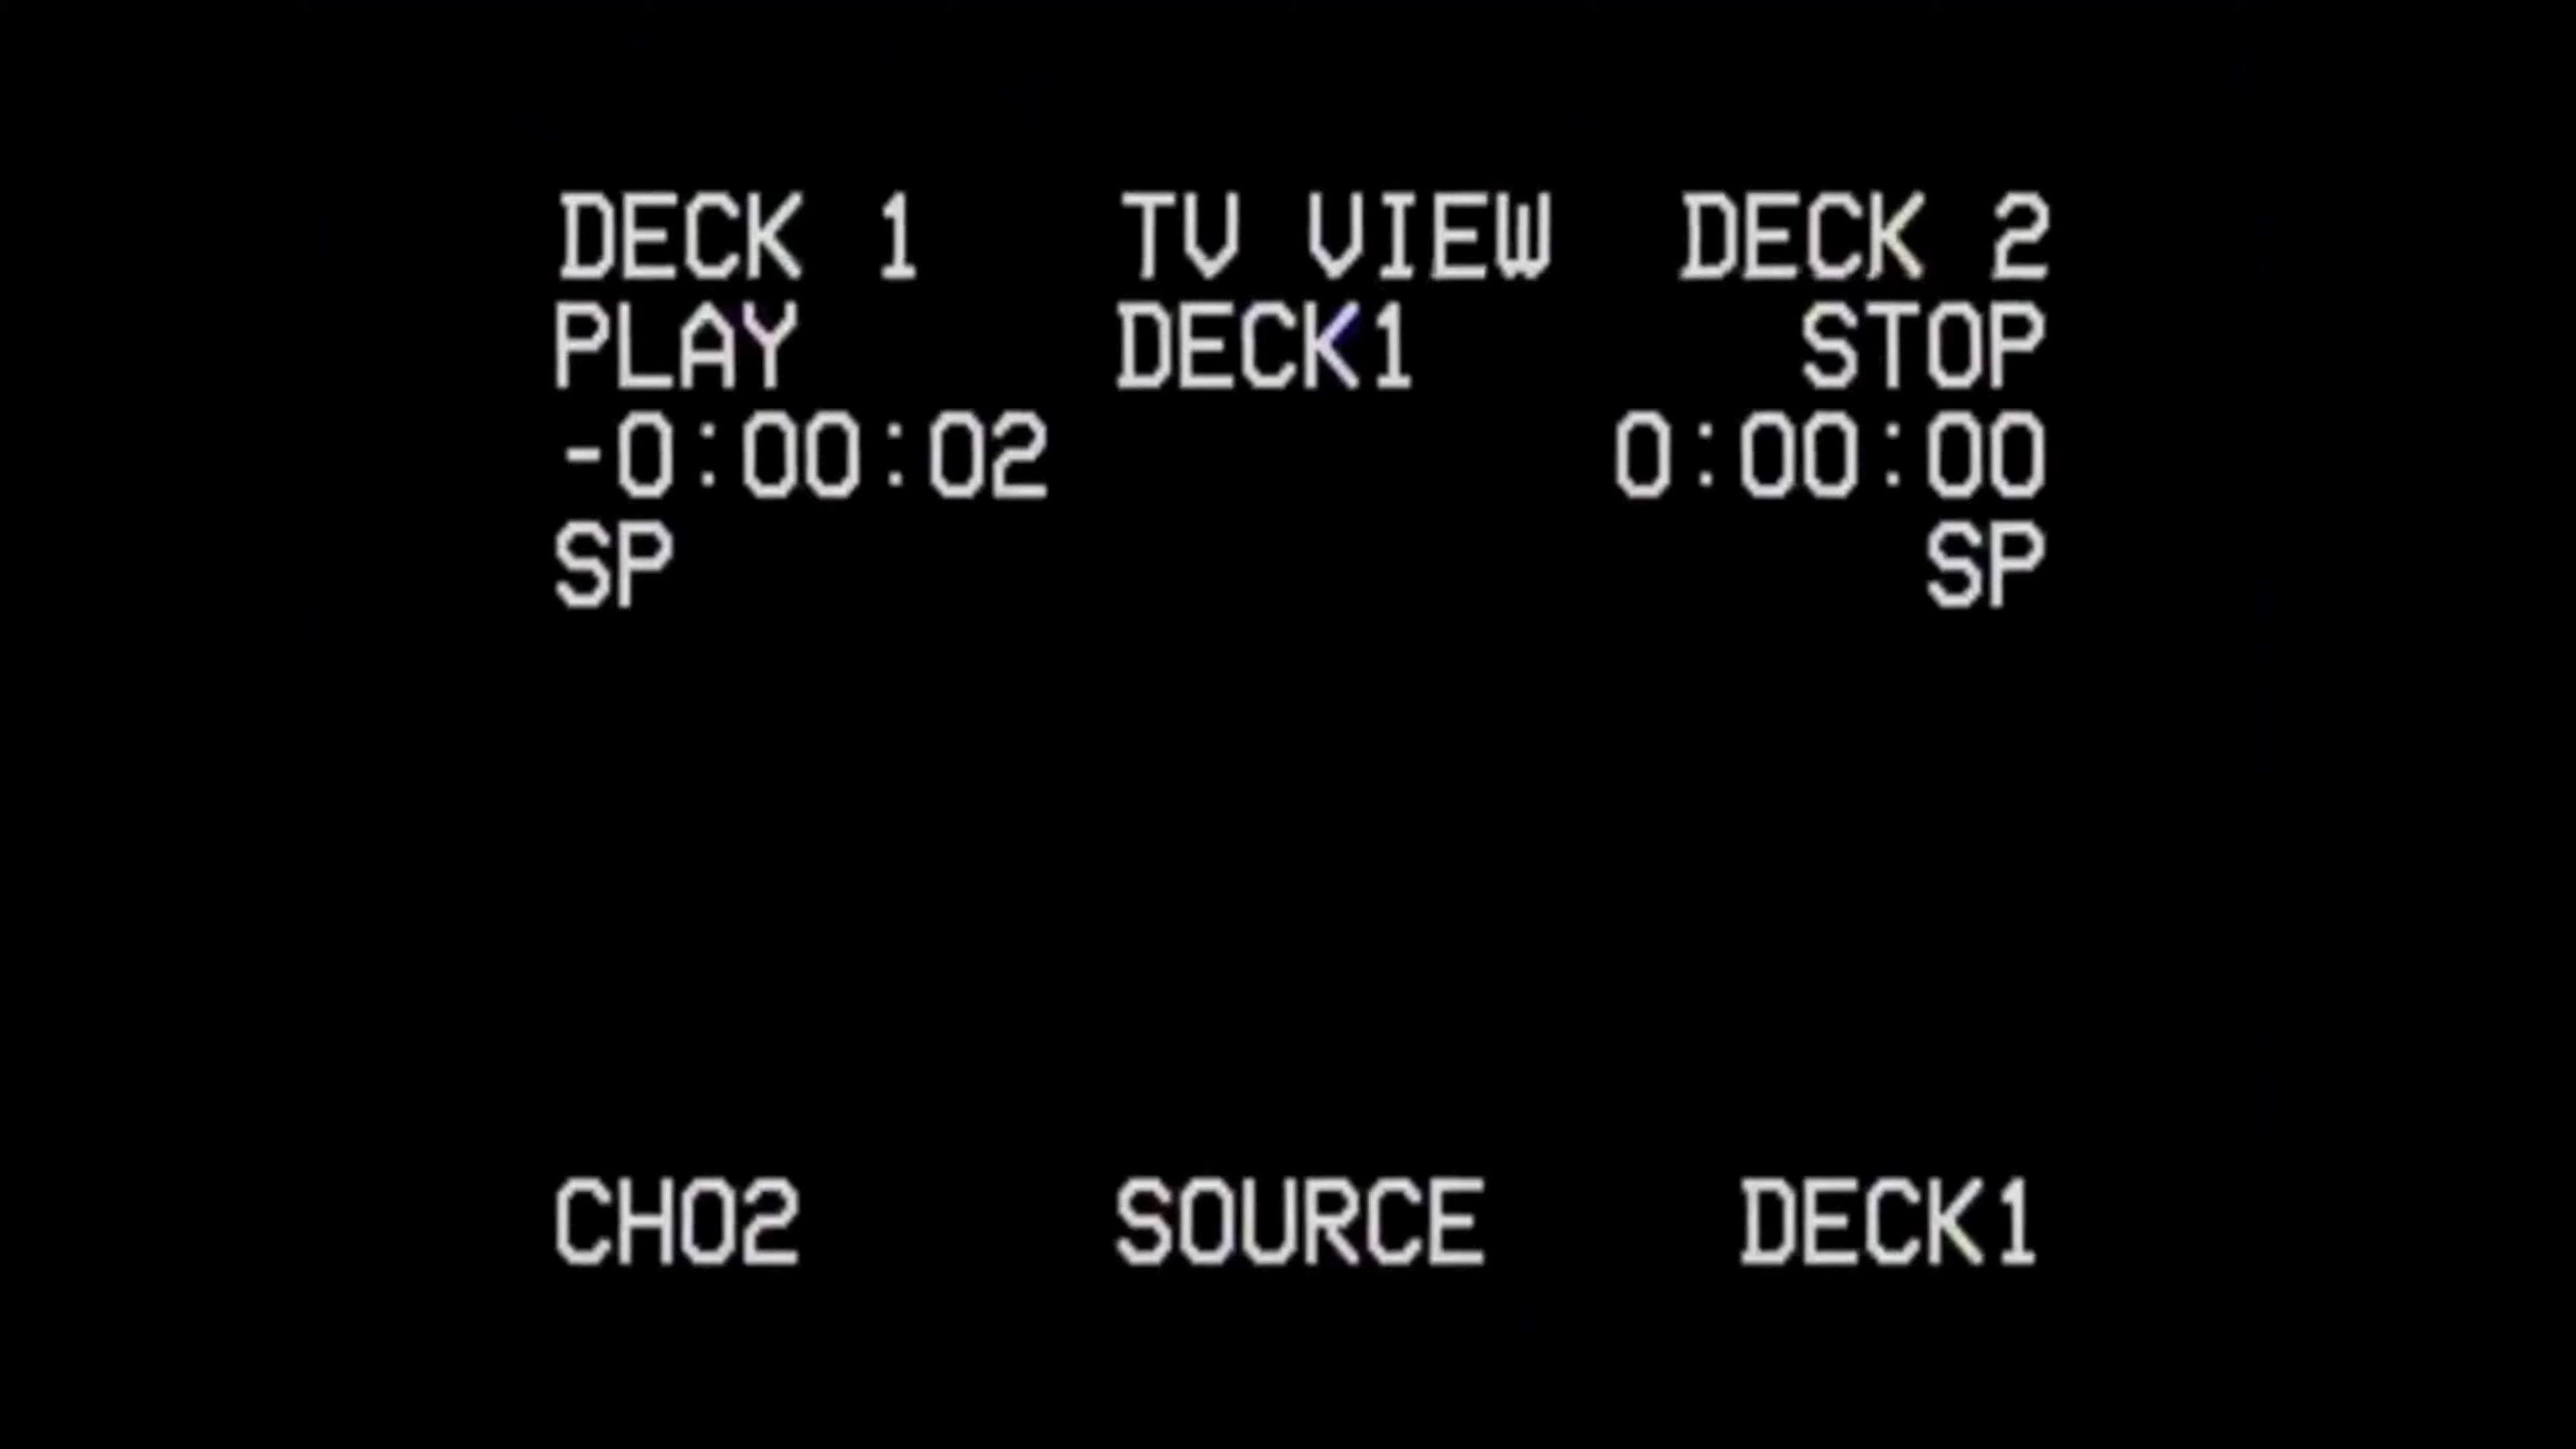 DECK 1 TV VIEW DECK 2
PLAY DECK1 STOP
-0:00:02 0:00:00
SP SP
CH02 SOURCE DECK1